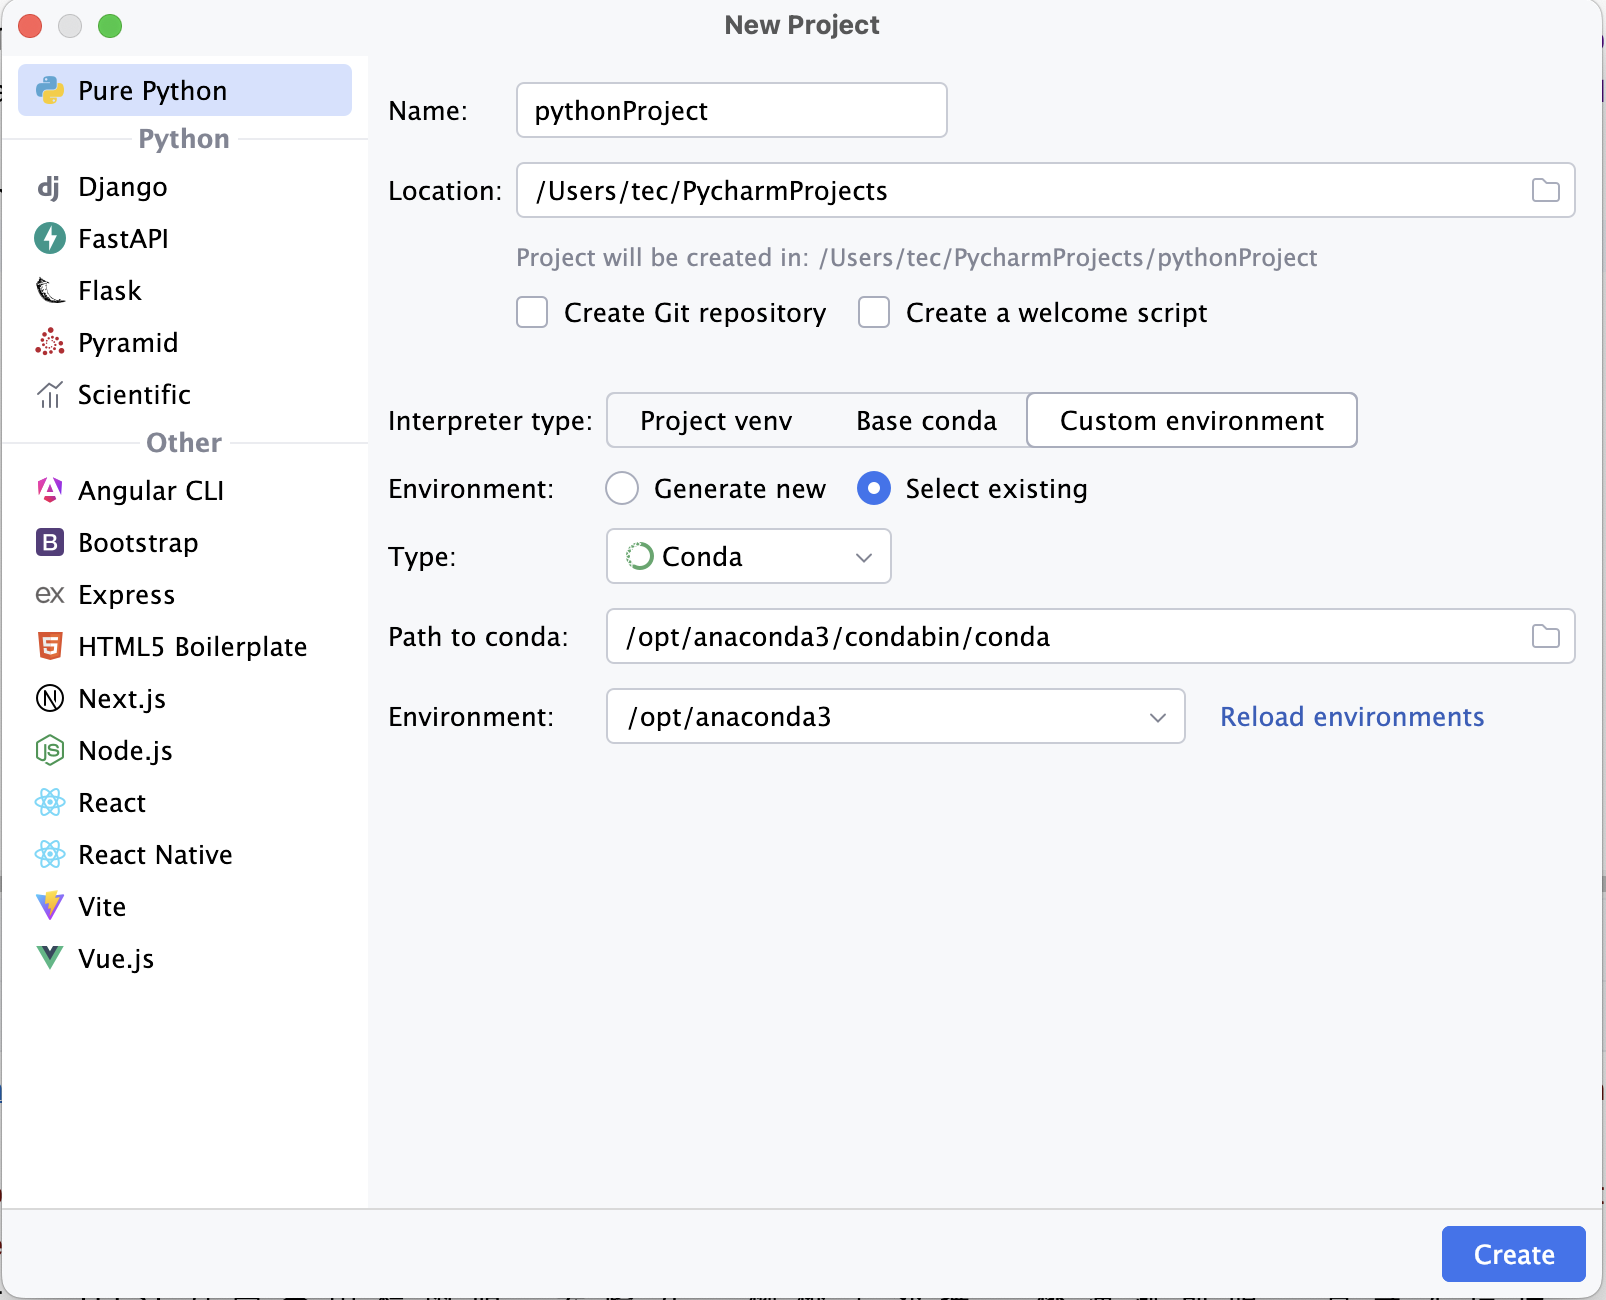 New Project
Pure Python
Python
dj Django
FastAPI
Flask
Pyramid
Scientific
Other
Angular CLI
B Bootstrap
ex Express
5 HTML5 Boilerplate
N Next.js
JS Node.js
React
React Native
Vite
Vue.js
Name: pythonProject
Location: /Users/tec/PycharmProjects
Project will be created in: /Users/tec/PycharmProjects/pythonProject
Create Git repository Create a welcome script
Interpreter type: Project venv Base conda Custom environment
Environment: Generate new Select existing
Type: Conda
Path to conda: /opt/anaconda3/condabin/conda
Environment: /opt/anaconda3 Reload environments
Create